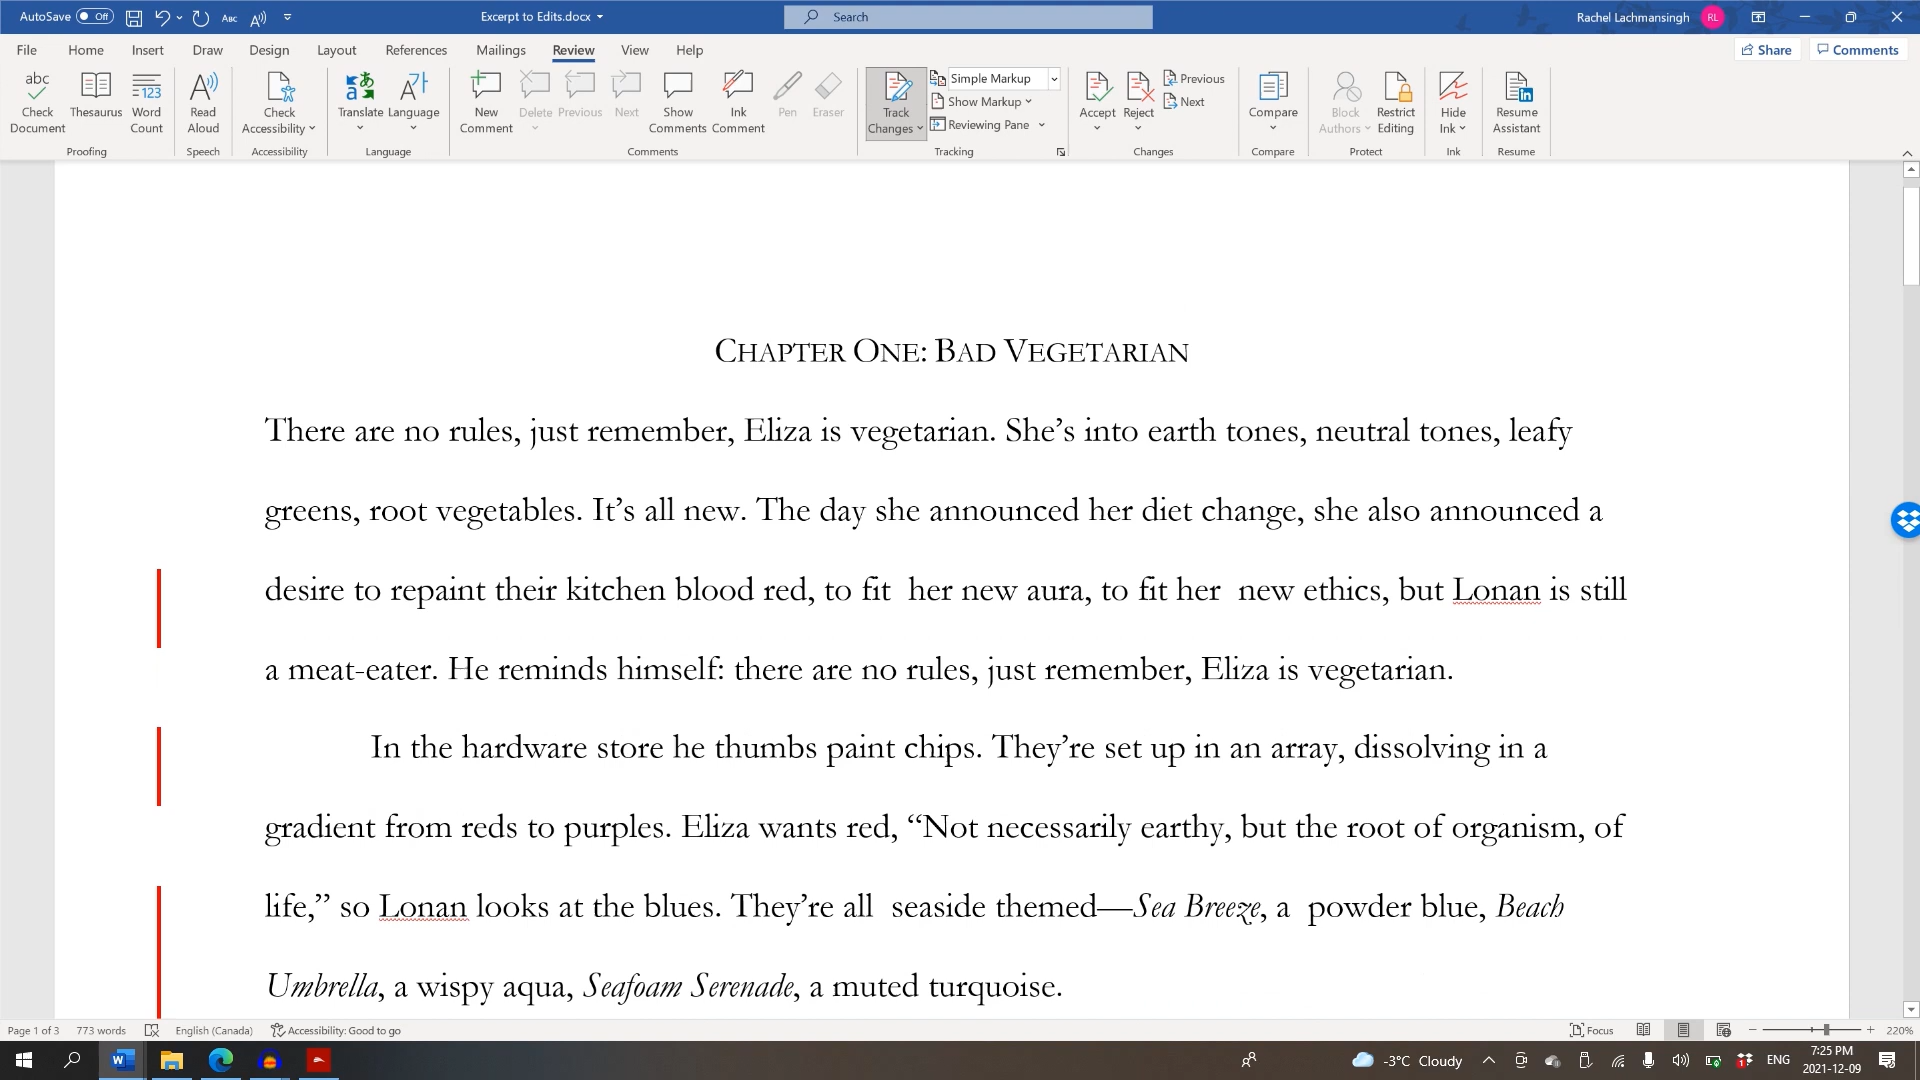 AutoSave Off Abc Excerpt to Edits.docx Search Rachel Lachmansingh RL
File Home Insert Draw Design Layout References Mailings Review View Help Share Comments
abc Check Document Thesaurus 123 Word Count Read Aloud Check Accessibility Translate Language New Comment Delete Previous Next Show Comments Ink Comment Pen Eraser Track Changes Simple Markup Show Markup Reviewing Pane Accept Reject Previous Next Compare Block Authors Restrict Editing Hide Ink Resume Assistant
Proofing Speech Accessibility Language Comments Tracking Changes Compare Protect Ink Resume
CHAPTER ONE: BAD VEGETARIAN
There are no rules, just remember, Eliza is vegetarian. She’s into earth tones, neutral tones, leafy
greens, root vegetables. It’s all new. The day she announced her diet change, she also announced a
desire to repaint their kitchen blood red, to fit  her new aura, to fit her  new ethics, but Lonan is still
a meat-eater. He reminds himself: there are no rules, just remember, Eliza is vegetarian.
In the hardware store he thumbs paint chips. They’re set up in an array, dissolving in a
gradient from reds to purples. Eliza wants red, “Not necessarily earthy, but the root of organism, of
life,” so Lonan looks at the blues. They’re all  seaside themed—Sea Breeze, a  powder blue, Beach
Umbrella, a wispy aqua, Seafoam Serenade, a muted turquoise.
Page 1 of 3 773 words English (Canada) Accessibility: Good to go Focus 220%
W -3°C Cloudy 1 ENG 7:25 PM
2021-12-09